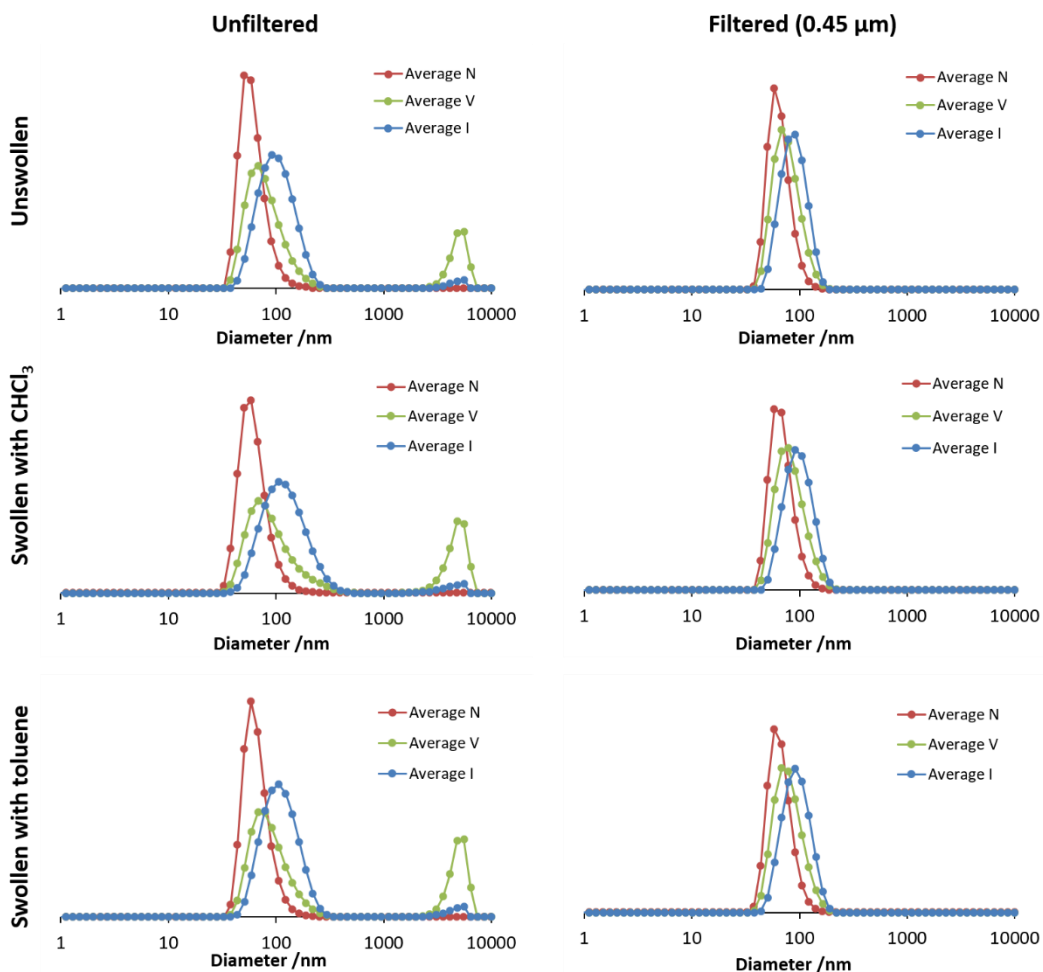 Unfiltered
Filtered (0.45 µm)
Unswollen
Average N
Average V
Average I
1 10 100 1000 10000
Diameter /nm
Average N
Average V
Average I
1 10 100 1000 10000
Diameter /nm
Swollen with CHCl₃
Average N
Average V
Average I
1 10 100 1000 10000
Diameter /nm
Average N
Average V
Average I
1 10 100 1000 10000
Diameter /nm
Swollen with toluene
Average N
Average V
Average I
1 10 100 1000 10000
Diameter /nm
Average N
Average V
Average I
1 10 100 1000 10000
Diameter /nm